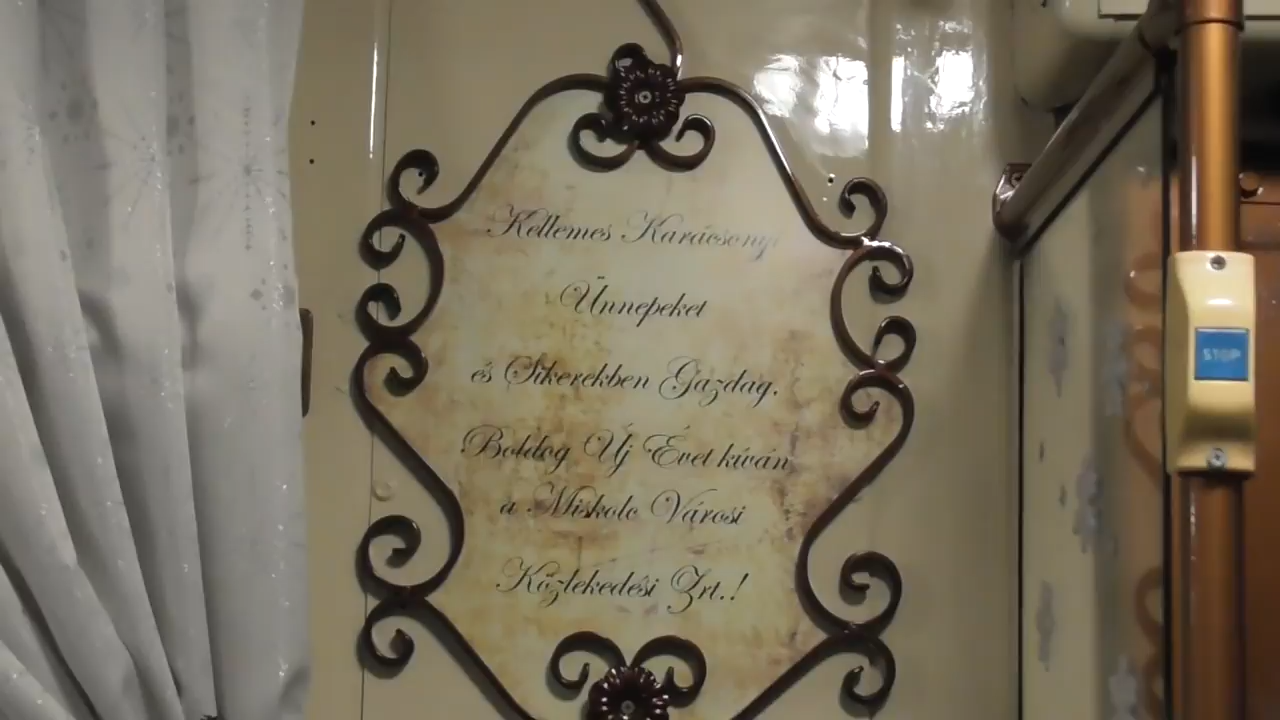 Kellemes Karácsonyi
Ünnepeket
és Sikerekben Gazdag,
Boldog Új Évet kíván
a Miskolc Városi
Közlekedési Zrt.!
STOP